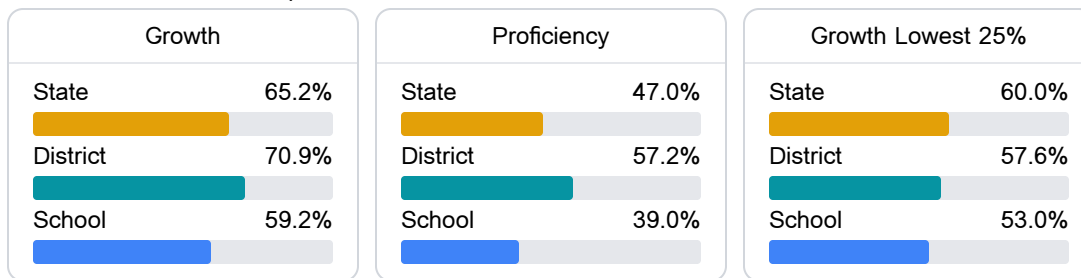 Growth
State 65.2%
District 70.9%
School 59.2%
Proficiency
State 47.0%
District 57.2%
School 39.0%
Growth Lowest 25%
State 60.0%
District 57.6%
School 53.0%